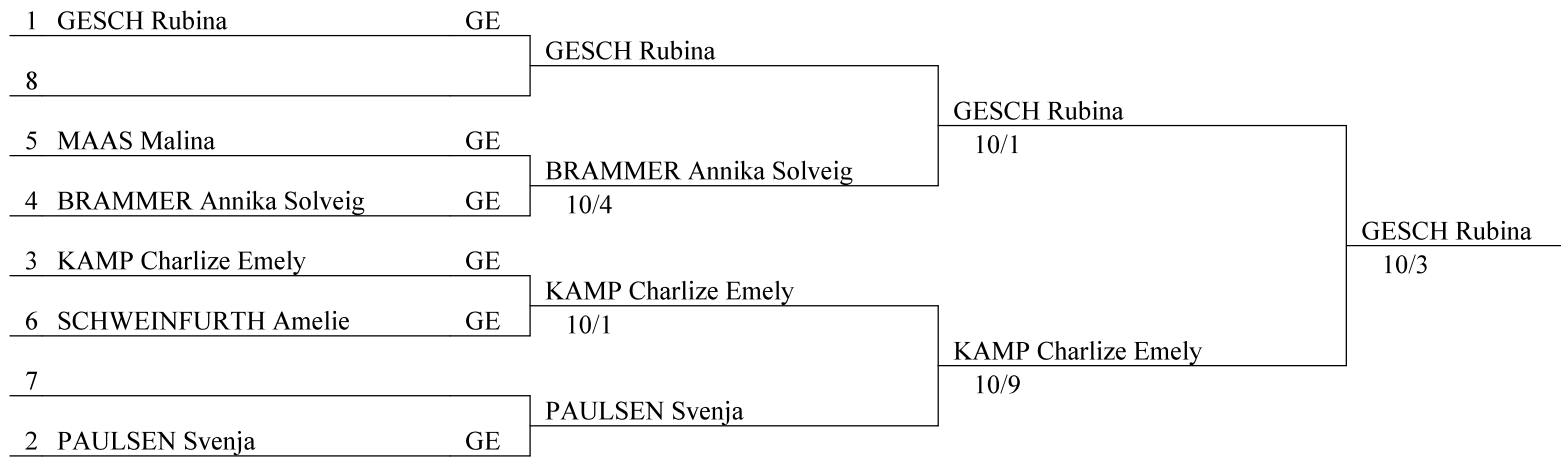 1 GESCH Rubina GE
8
5 MAAS Malina GE
4 BRAMMER Annika Solveig GE
3 KAMP Charlize Emely GE
6 SCHWEINFURTH Amelie GE
7
2 PAULSEN Svenja GE
GESCH Rubina
BRAMMER Annika Solveig
10/4
KAMP Charlize Emely
10/1
PAULSEN Svenja
GESCH Rubina
10/1
KAMP Charlize Emely
10/9
GESCH Rubina
10/3